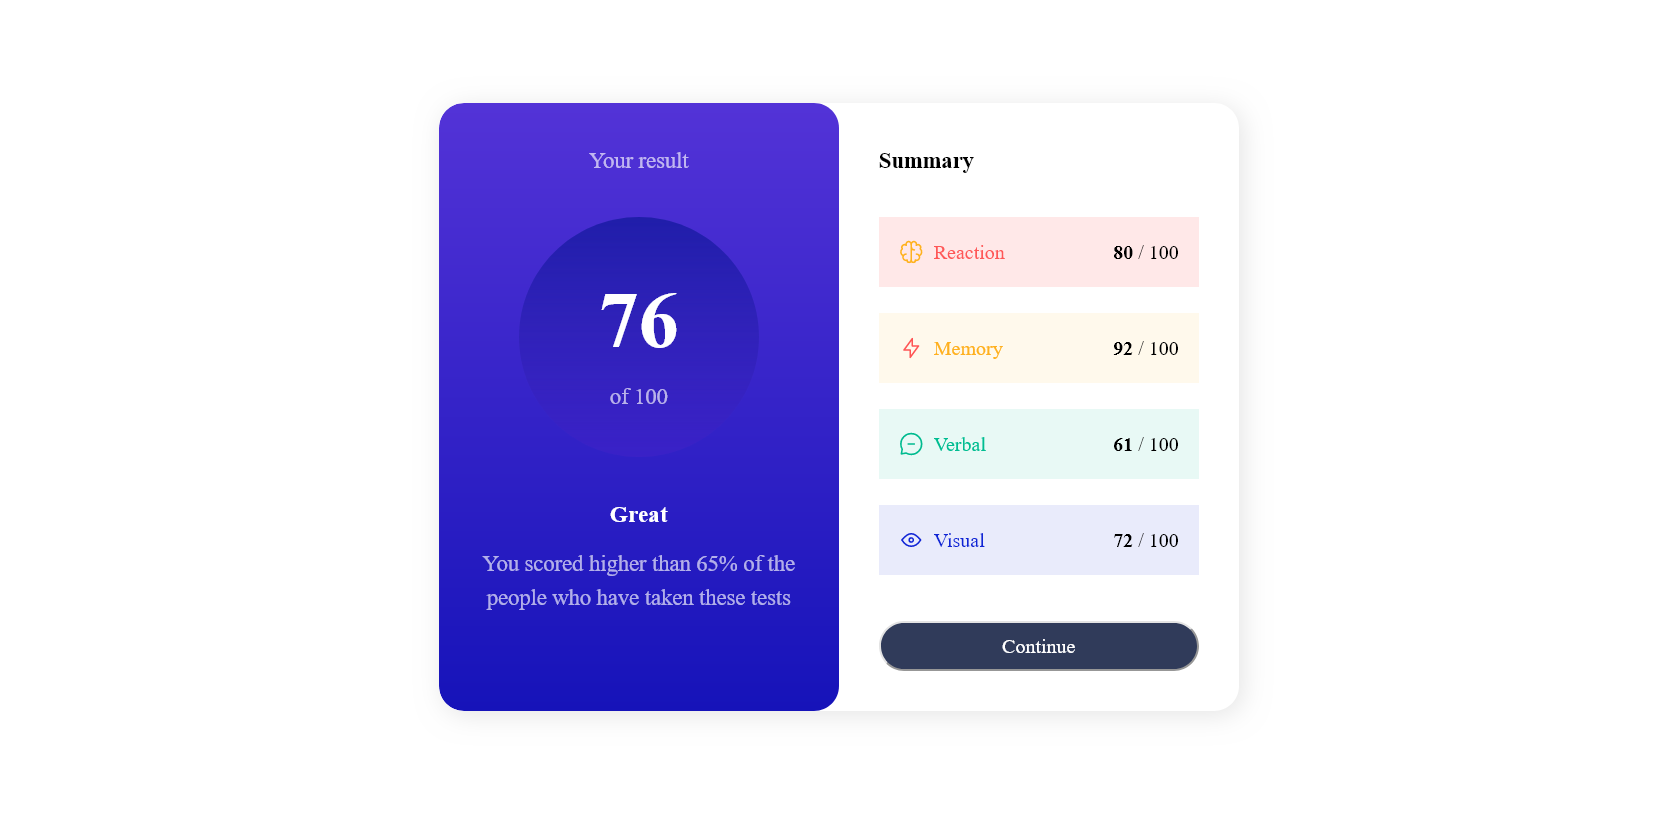 Your result
76
of 100
Great
You scored higher than 65% of the
people who have taken these tests
Summary
Reaction 80 / 100
Memory 92 / 100
Verbal 61 / 100
Visual 72 / 100
Continue